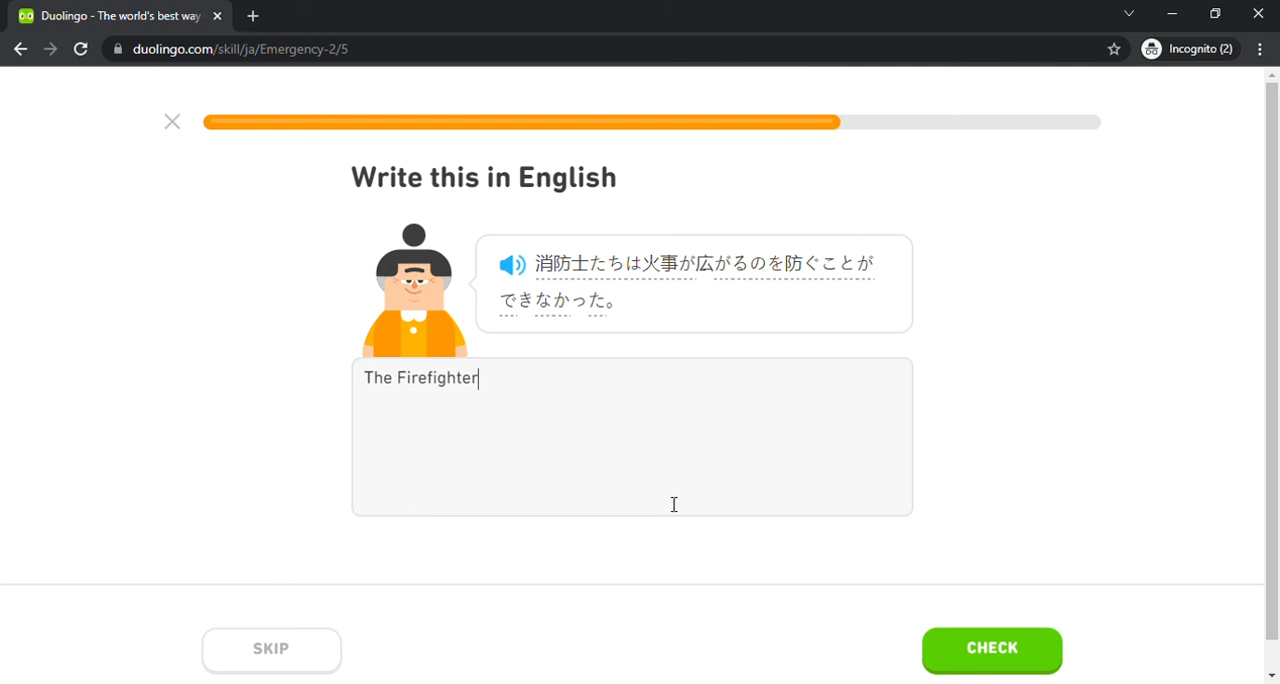 Duolingo - The world's best way
duolingo.com/skill/ja/Emergency-2/5
Incognito (2)
Write this in English
消防士たちは火事が広がるのを防ぐことが
できなかった。
The Firefighter
SKIP
CHECK